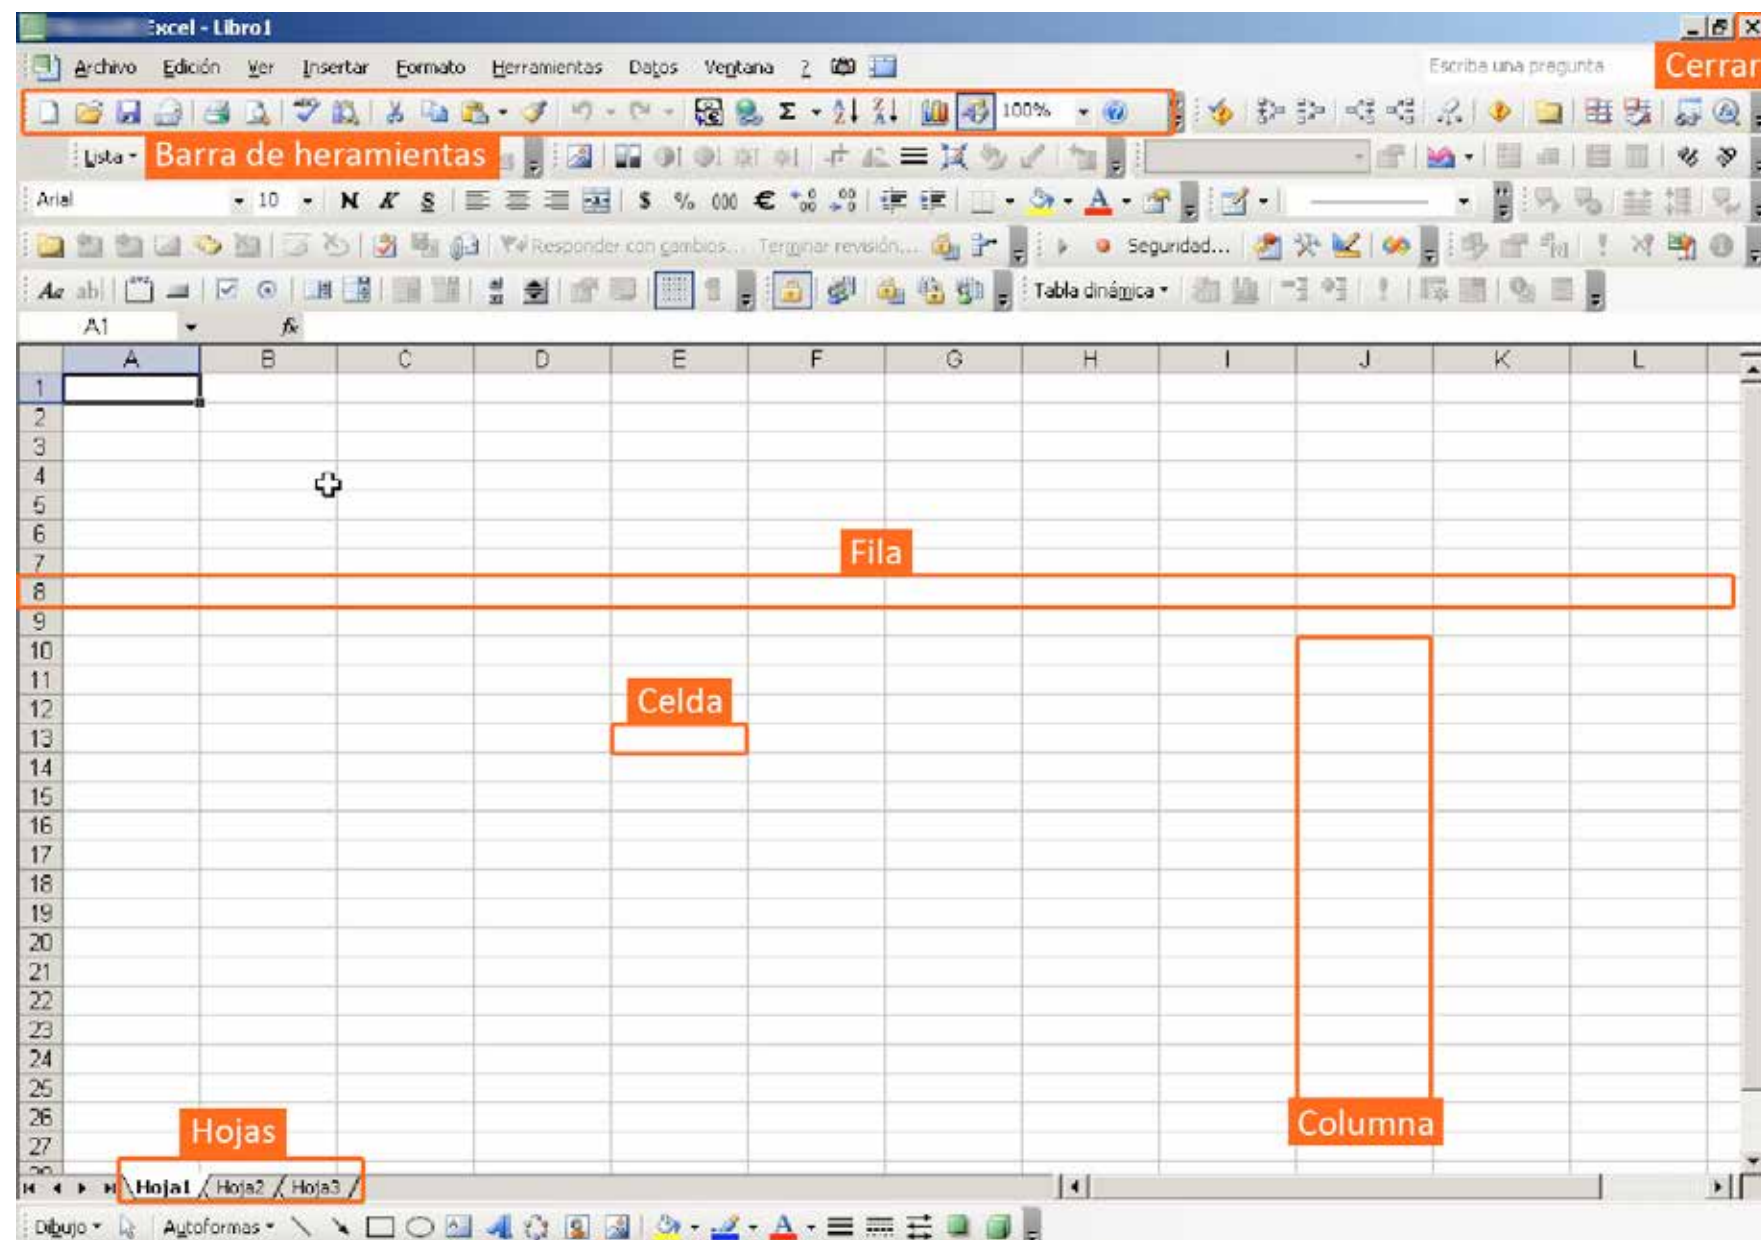 Excel - Libro1
Archivo Edición Ver Insertar Formato Herramientas Datos Ventana ? Escriba una pregunta Cerrar
Σ 100%
Lista Barra de heramientas
Arial 10 N K S $ % 000 €
Responder con cambios... Terminar revisión... Seguridad...
Aa ab| Tabla dinámica
A1 fx
A B C D E F G H I J K L
1
2
3
4
5
6
Fila
7
8
9
10
11
Celda
12
13
14
15
16
17
18
19
20
21
22
23
24
25
26
Hojas Columna
27
Hoja1 Hoja2 Hoja3
Dibujo Autoformas